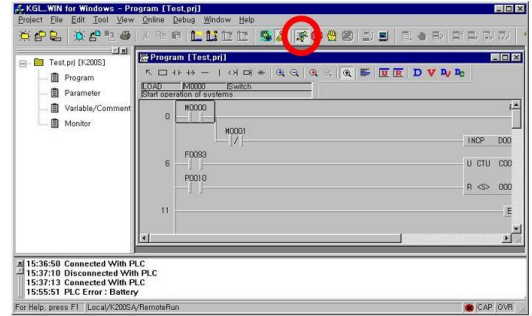 KGL_WIN for Windows - Program [Test.prj]
Project File Edit Tool View Online Debug Window Help
Test.prj [K200S]
Program
Parameter
Variable/Comment
Monitor
Program [Test.prj]
D V
LOAD M0000 Switch
Start operation of systems
M0000
0
M0001
INCP D00
F0093
6
U CTU C00
P0010
R <S> 000
11
E
15:36:50 Connected With PLC
15:37:10 Disconnected With PLC
15:37:13 Connected With PLC
15:55:51 PLC Error : Battery
For Help, press F1 Local/K200SA/RemoteRun CAP OVR